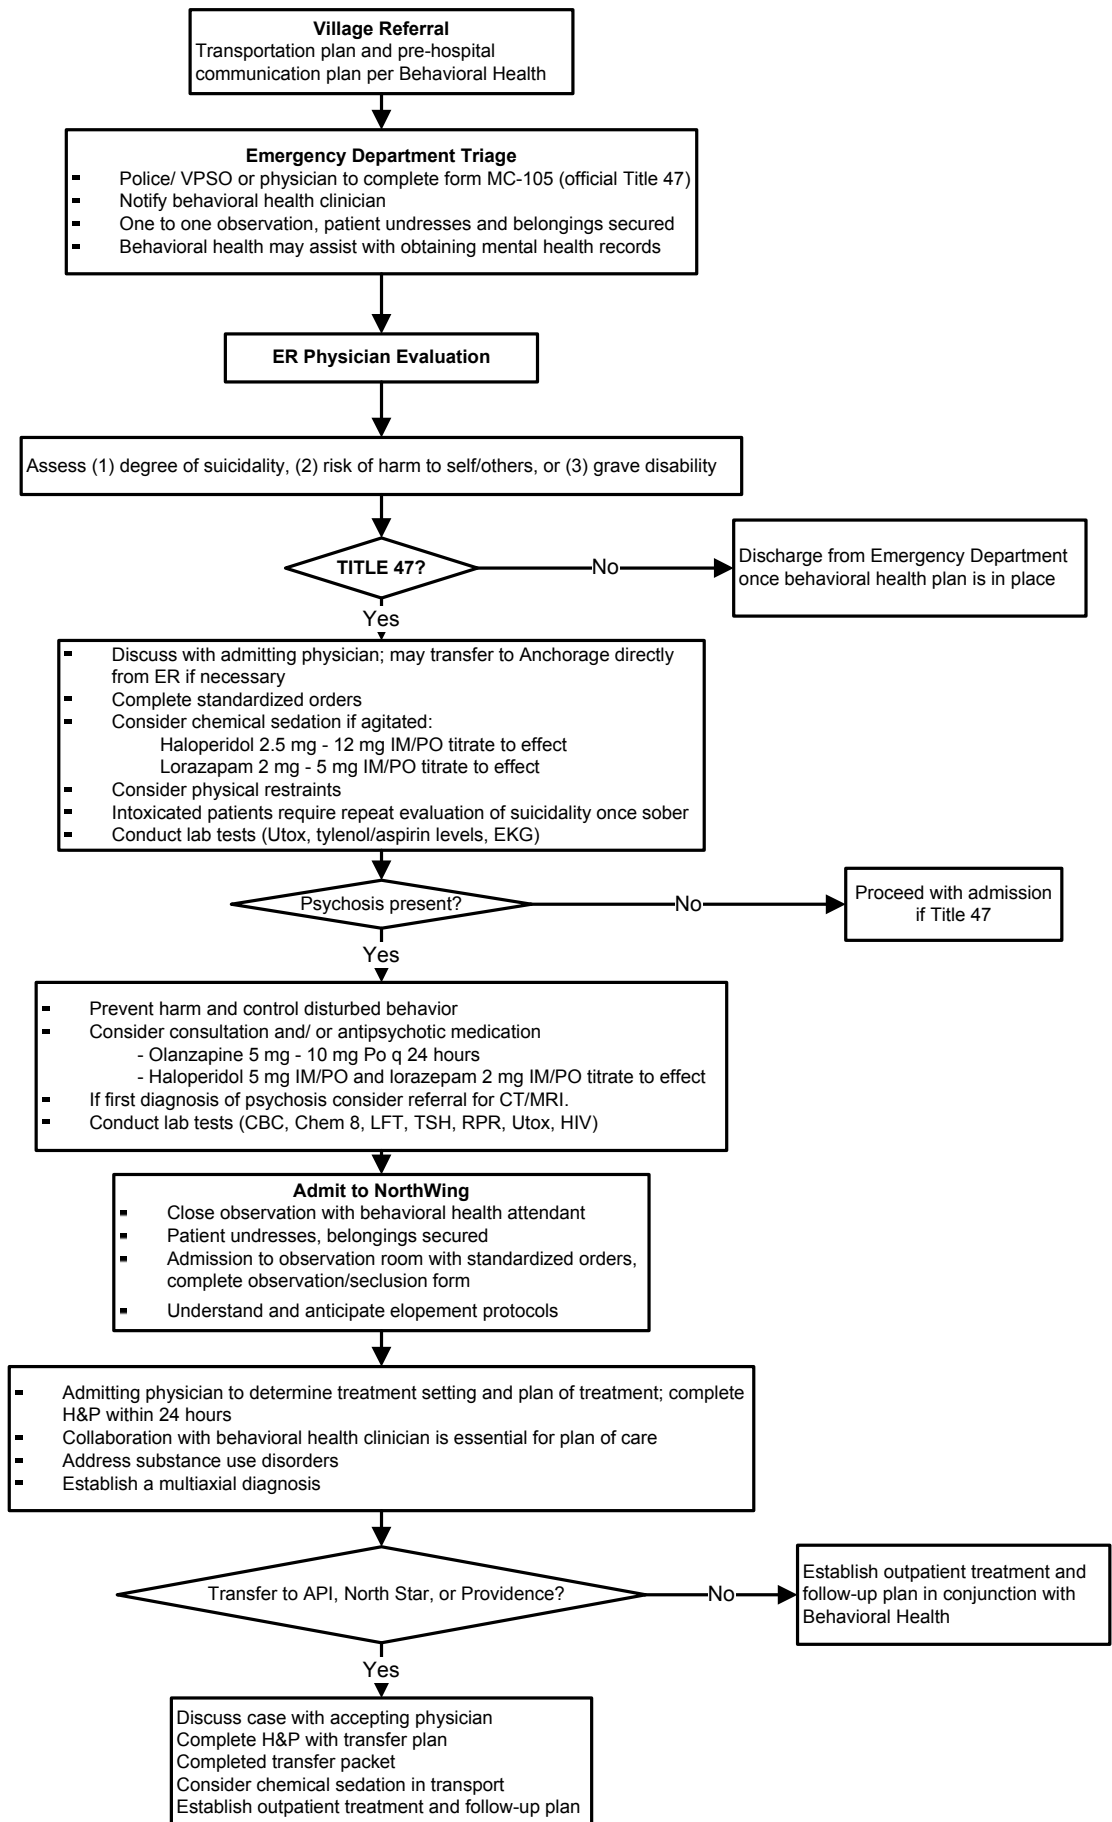 Village Referral
Transportation plan and pre-hospital
communication plan per Behavioral Health
Emergency Department Triage
▪ Police/ VPSO or physician to complete form MC-105 (official Title 47)
▪ Notify behavioral health clinician
▪ One to one observation, patient undresses and belongings secured
▪ Behavioral health may assist with obtaining mental health records
ER Physician Evaluation
Assess (1) degree of suicidality, (2) risk of harm to self/others, or (3) grave disability
TITLE 47?
No
Discharge from Emergency Department
once behavioral health plan is in place
Yes
▪ Discuss with admitting physician; may transfer to Anchorage directly
from ER if necessary
▪ Complete standardized orders
▪ Consider chemical sedation if agitated:
Haloperidol 2.5 mg - 12 mg IM/PO titrate to effect
Lorazapam 2 mg - 5 mg IM/PO titrate to effect
▪ Consider physical restraints
▪ Intoxicated patients require repeat evaluation of suicidality once sober
▪ Conduct lab tests (Utox, tylenol/aspirin levels, EKG)
Psychosis present?
No
Proceed with admission
if Title 47
Yes
▪ Prevent harm and control disturbed behavior
▪ Consider consultation and/ or antipsychotic medication
- Olanzapine 5 mg - 10 mg Po q 24 hours
- Haloperidol 5 mg IM/PO and lorazepam 2 mg IM/PO titrate to effect
▪ If first diagnosis of psychosis consider referral for CT/MRI.
▪ Conduct lab tests (CBC, Chem 8, LFT, TSH, RPR, Utox, HIV)
Admit to NorthWing
▪ Close observation with behavioral health attendant
▪ Patient undresses, belongings secured
▪ Admission to observation room with standardized orders,
complete observation/seclusion form
▪ Understand and anticipate elopement protocols
▪ Admitting physician to determine treatment setting and plan of treatment; complete
H&P within 24 hours
▪ Collaboration with behavioral health clinician is essential for plan of care
▪ Address substance use disorders
▪ Establish a multiaxial diagnosis
Transfer to API, North Star, or Providence?
No
Establish outpatient treatment and
follow-up plan in conjunction with
Behavioral Health
Yes
Discuss case with accepting physician
Complete H&P with transfer plan
Completed transfer packet
Consider chemical sedation in transport
Establish outpatient treatment and follow-up plan